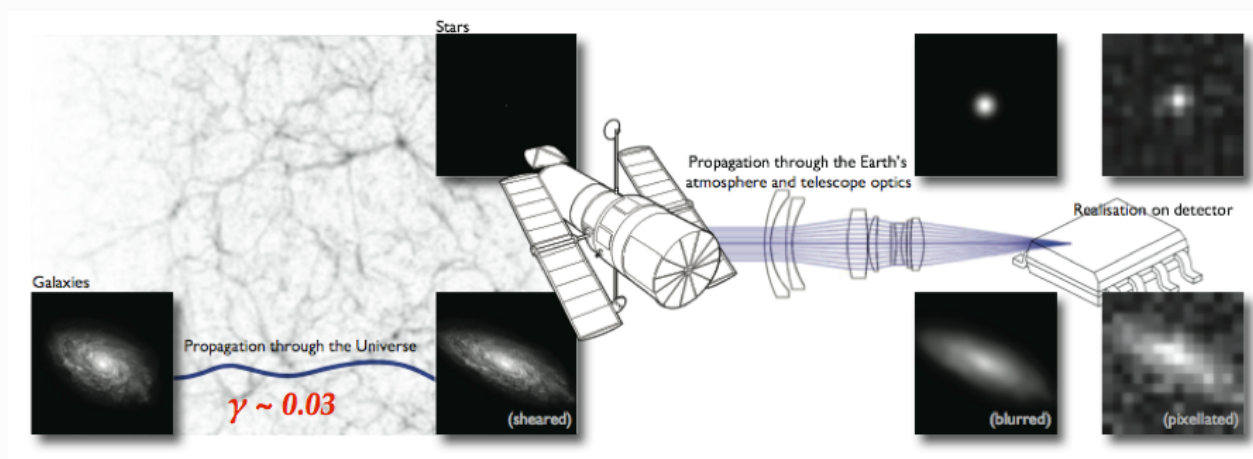 Stars
Propagation through the Earth's
atmosphere and telescope optics
Realisation on detector
Galaxies
Propagation through the Universe
γ ~ 0.03
(sheared)
(blurred)
(pixellated)